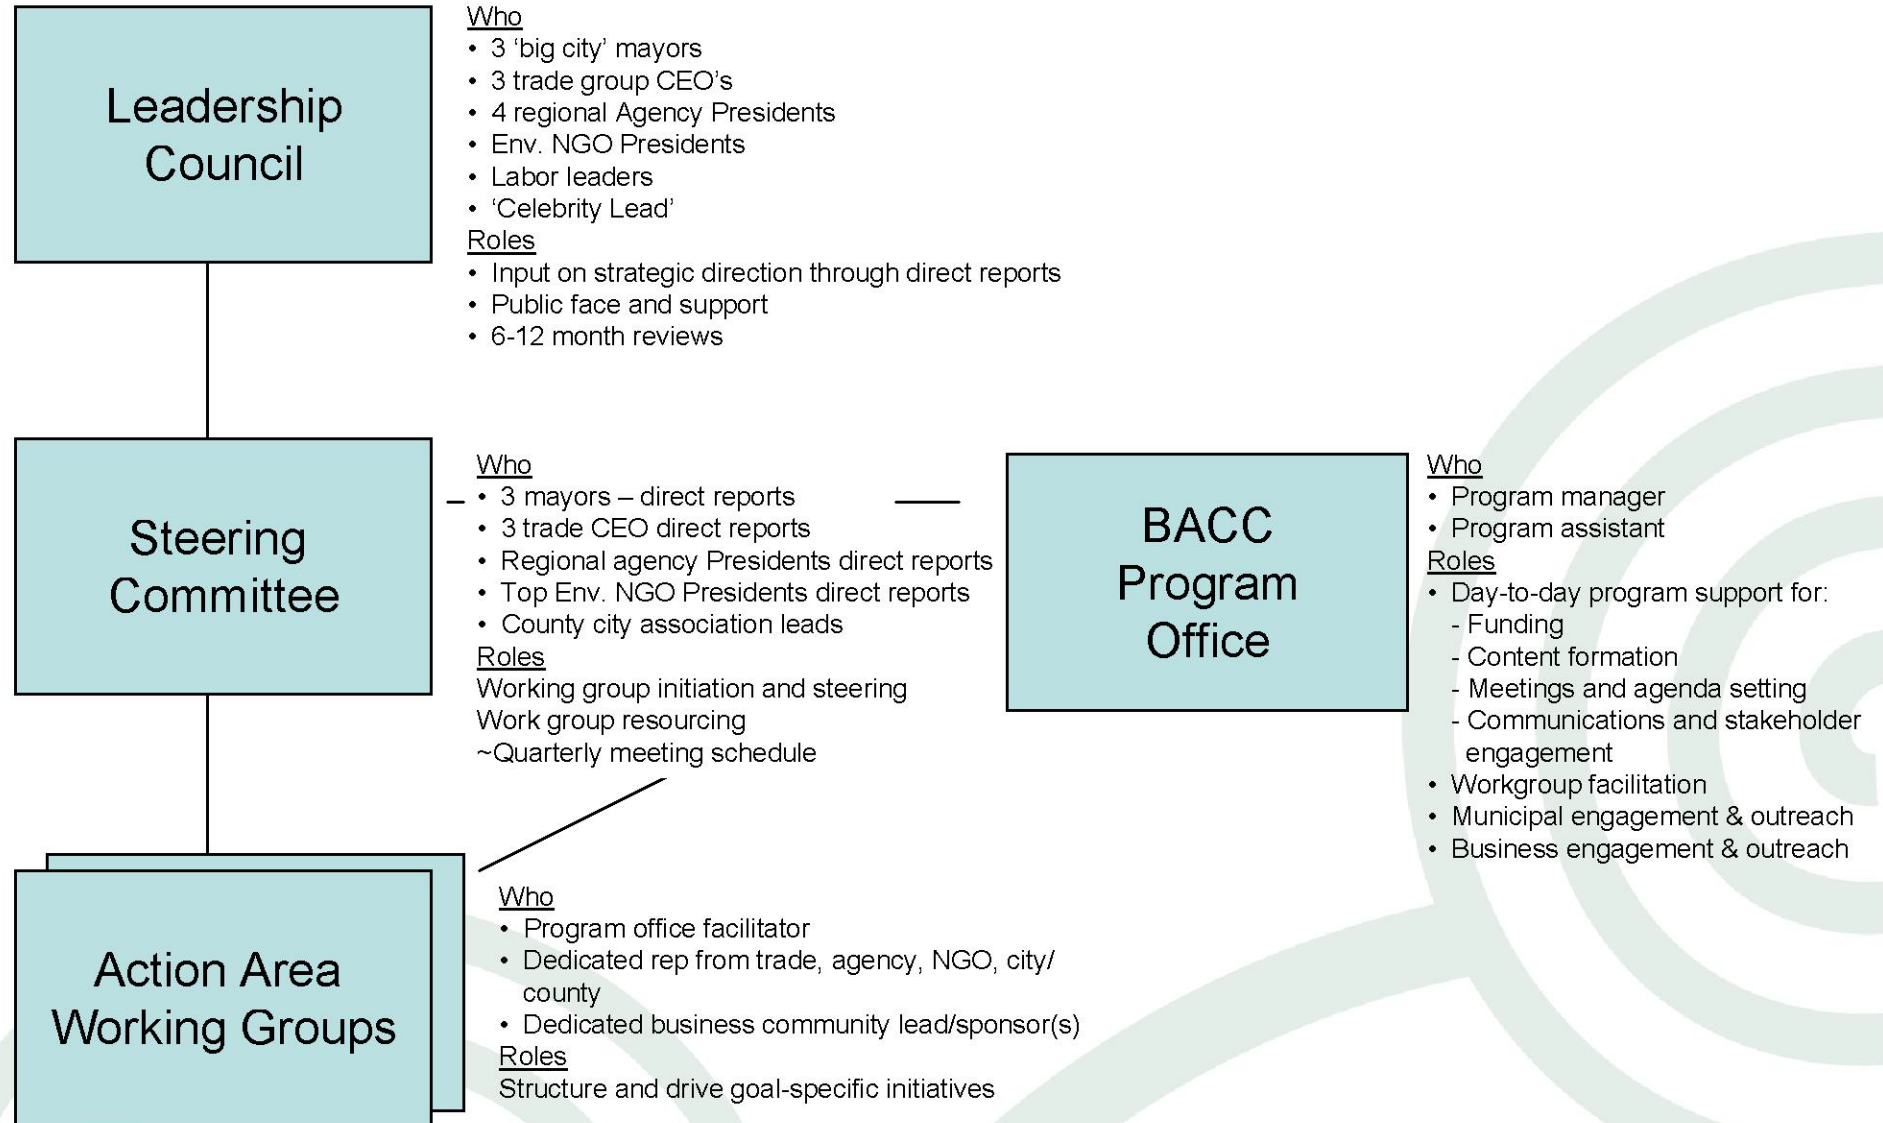 Leadership
Council
Who
• 3 ‘big city’ mayors
• 3 trade group CEO’s
• 4 regional Agency Presidents
• Env. NGO Presidents
• Labor leaders
• ‘Celebrity Lead’
Roles
• Input on strategic direction through direct reports
• Public face and support
• 6-12 month reviews
Steering
Committee
Who
• 3 mayors – direct reports
• 3 trade CEO direct reports
• Regional agency Presidents direct reports
• Top Env. NGO Presidents direct reports
• County city association leads
Roles
Working group initiation and steering
Work group resourcing
~Quarterly meeting schedule
BACC
Program
Office
Who
• Program manager
• Program assistant
Roles
• Day-to-day program support for:
- Funding
- Content formation
- Meetings and agenda setting
- Communications and stakeholder
engagement
• Workgroup facilitation
• Municipal engagement & outreach
• Business engagement & outreach
Action Area
Working Groups
Who
• Program office facilitator
• Dedicated rep from trade, agency, NGO, city/
county
• Dedicated business community lead/sponsor(s)
Roles
Structure and drive goal-specific initiatives